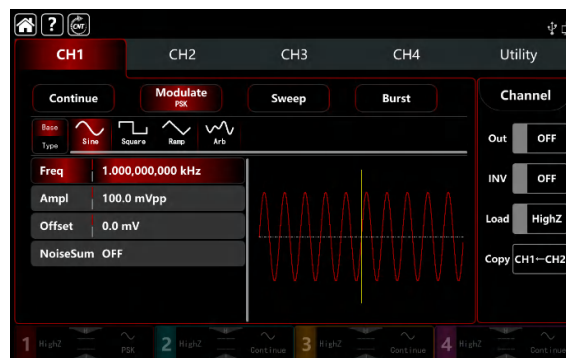 ? CNT
CH1 CH2 CH3 CH4 Utility
Continue Modulate Sweep Burst Channel
PSK
Base
Type Sine Square Ramp Arb
Out OFF
Freq 1.000,000,000 kHz
INV OFF
Ampl 100.0 mVpp
Offset 0.0 mV
Load HighZ
NoiseSum OFF
Copy CH1←CH2
1 HighZ PSK 2 HighZ Continue 3 HighZ Continue 4 HighZ Continue